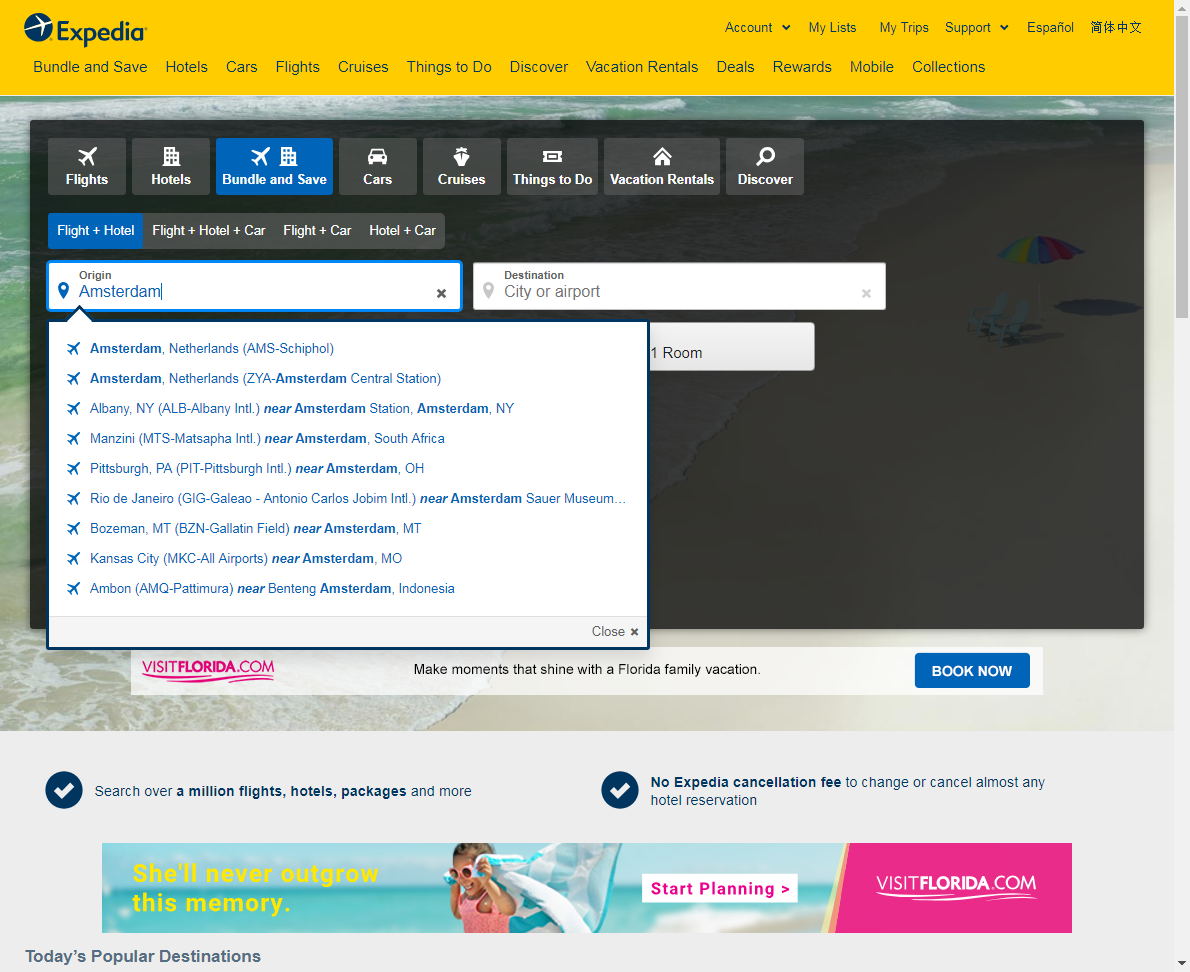 Expedia
Account
My Lists
My Trips
Support
Español
简体中文
Bundle and Save
Hotels
Cars
Flights
Cruises
Things to Do
Discover
Vacation Rentals
Deals
Rewards
Mobile
Collections
Flights
Hotels
Bundle and Save
Cars
Cruises
Things to Do
Vacation Rentals
Discover
Flight + Hotel
Flight + Hotel + Car
Flight + Car
Hotel + Car
Origin
Amsterdam
Destination
City or airport
1 Room
Amsterdam, Netherlands (AMS-Schiphol)
Amsterdam, Netherlands (ZYA-Amsterdam Central Station)
Albany, NY (ALB-Albany Intl.) near Amsterdam Station, Amsterdam, NY
Manzini (MTS-Matsapha Intl.) near Amsterdam, South Africa
Pittsburgh, PA (PIT-Pittsburgh Intl.) near Amsterdam, OH
Rio de Janeiro (GIG-Galeao - Antonio Carlos Jobim Intl.) near Amsterdam Sauer Museum...
Bozeman, MT (BZN-Gallatin Field) near Amsterdam, MT
Kansas City (MKC-All Airports) near Amsterdam, MO
Ambon (AMQ-Pattimura) near Benteng Amsterdam, Indonesia
Close
VISITFLORIDA.COM
Make moments that shine with a Florida family vacation.
BOOK NOW
Search over a million flights, hotels, packages and more
No Expedia cancellation fee to change or cancel almost any
hotel reservation
She'll never outgrow
this memory.
Start Planning >
VISITFLORIDA.COM
Today's Popular Destinations